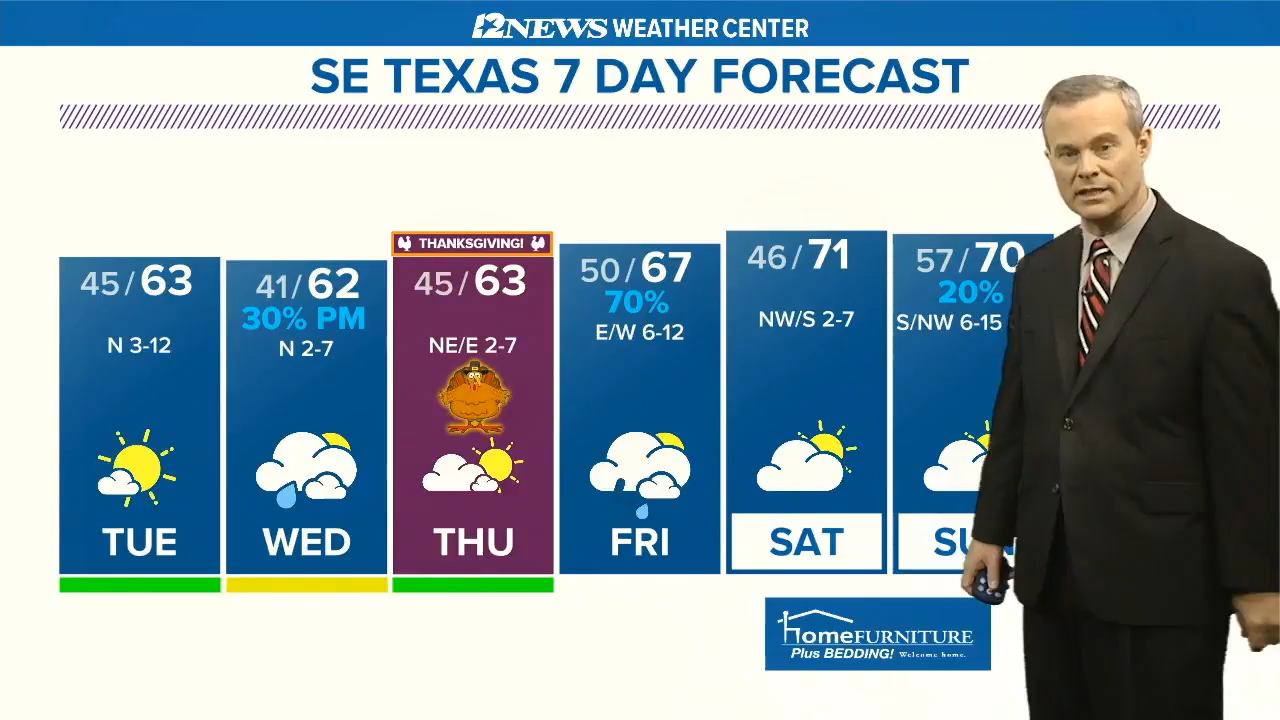 12NEWS WEATHER CENTER
SE TEXAS 7 DAY FORECAST
45/63
N 3-12
TUE
41/62
30% PM
N 2-7
WED
THANKSGIVING!
45/63
NE/E 2-7
THU
50/67
70%
E/W 6-12
FRI
46/71
NW/S 2-7
SAT
57/70
20%
S/NW 6-15
SUN
HomeFURNITURE
Plus BEDDING! Welcome home.